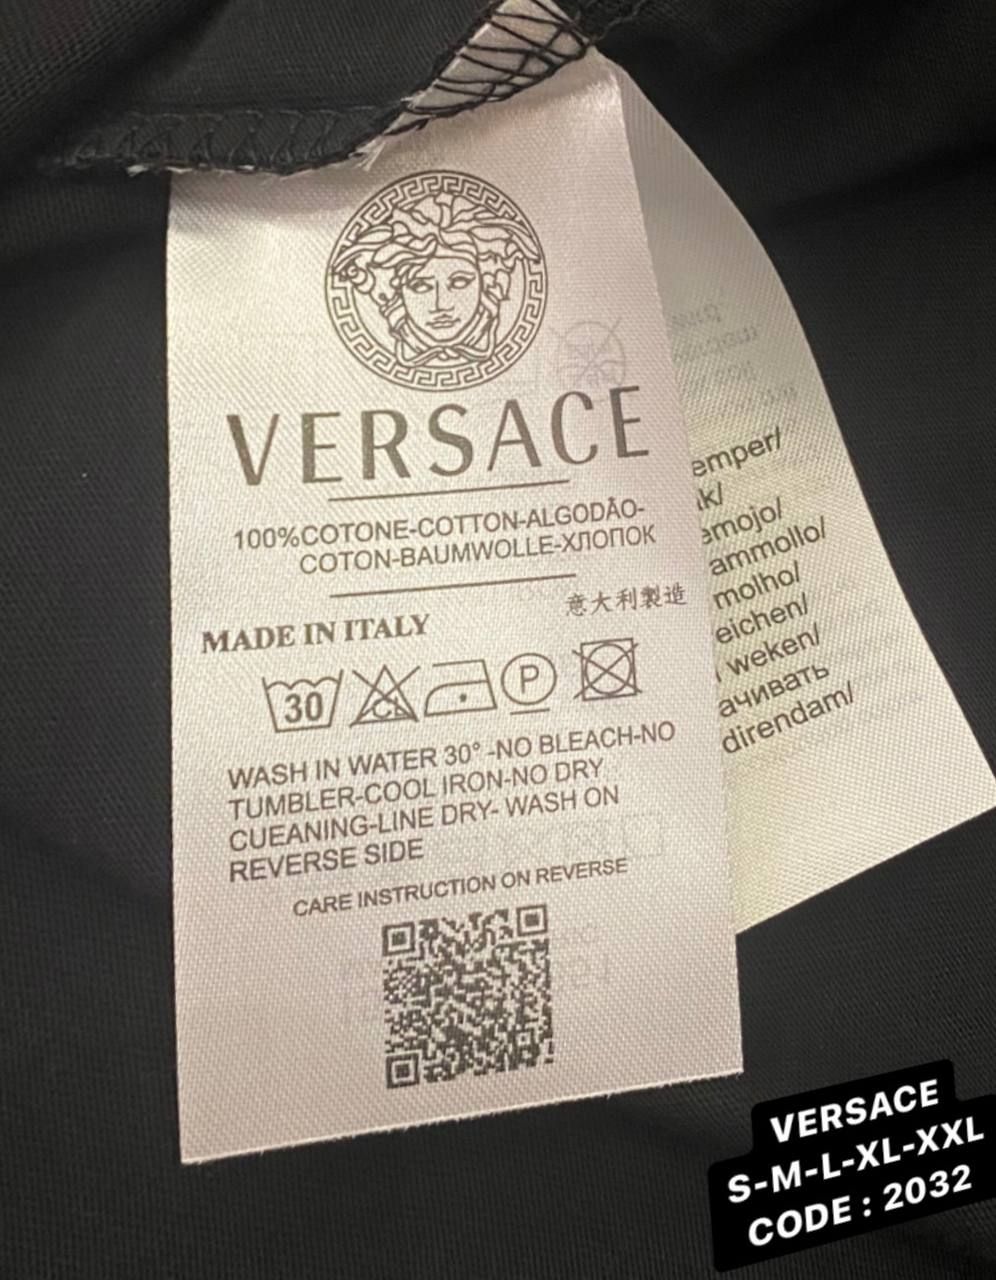 VERSACE
100%COTONE-COTTON-ALGODÃO-
COTON-BAUMWOLLE-ХЛОПОК
意大利製造
MADE IN ITALY
30
CL
P
WASH IN WATER 30° -NO BLEACH-NO
TUMBLER-COOL IRON-NO DRY
CUEANING-LINE DRY- WASH ON
REVERSE SIDE
CARE INSTRUCTION ON REVERSE
emper/
k/
emojo/
ammollo/
molho/
eichen/
weken/
ачивать
direndam/
VERSACE
S-M-L-XL-XXL
CODE : 2032